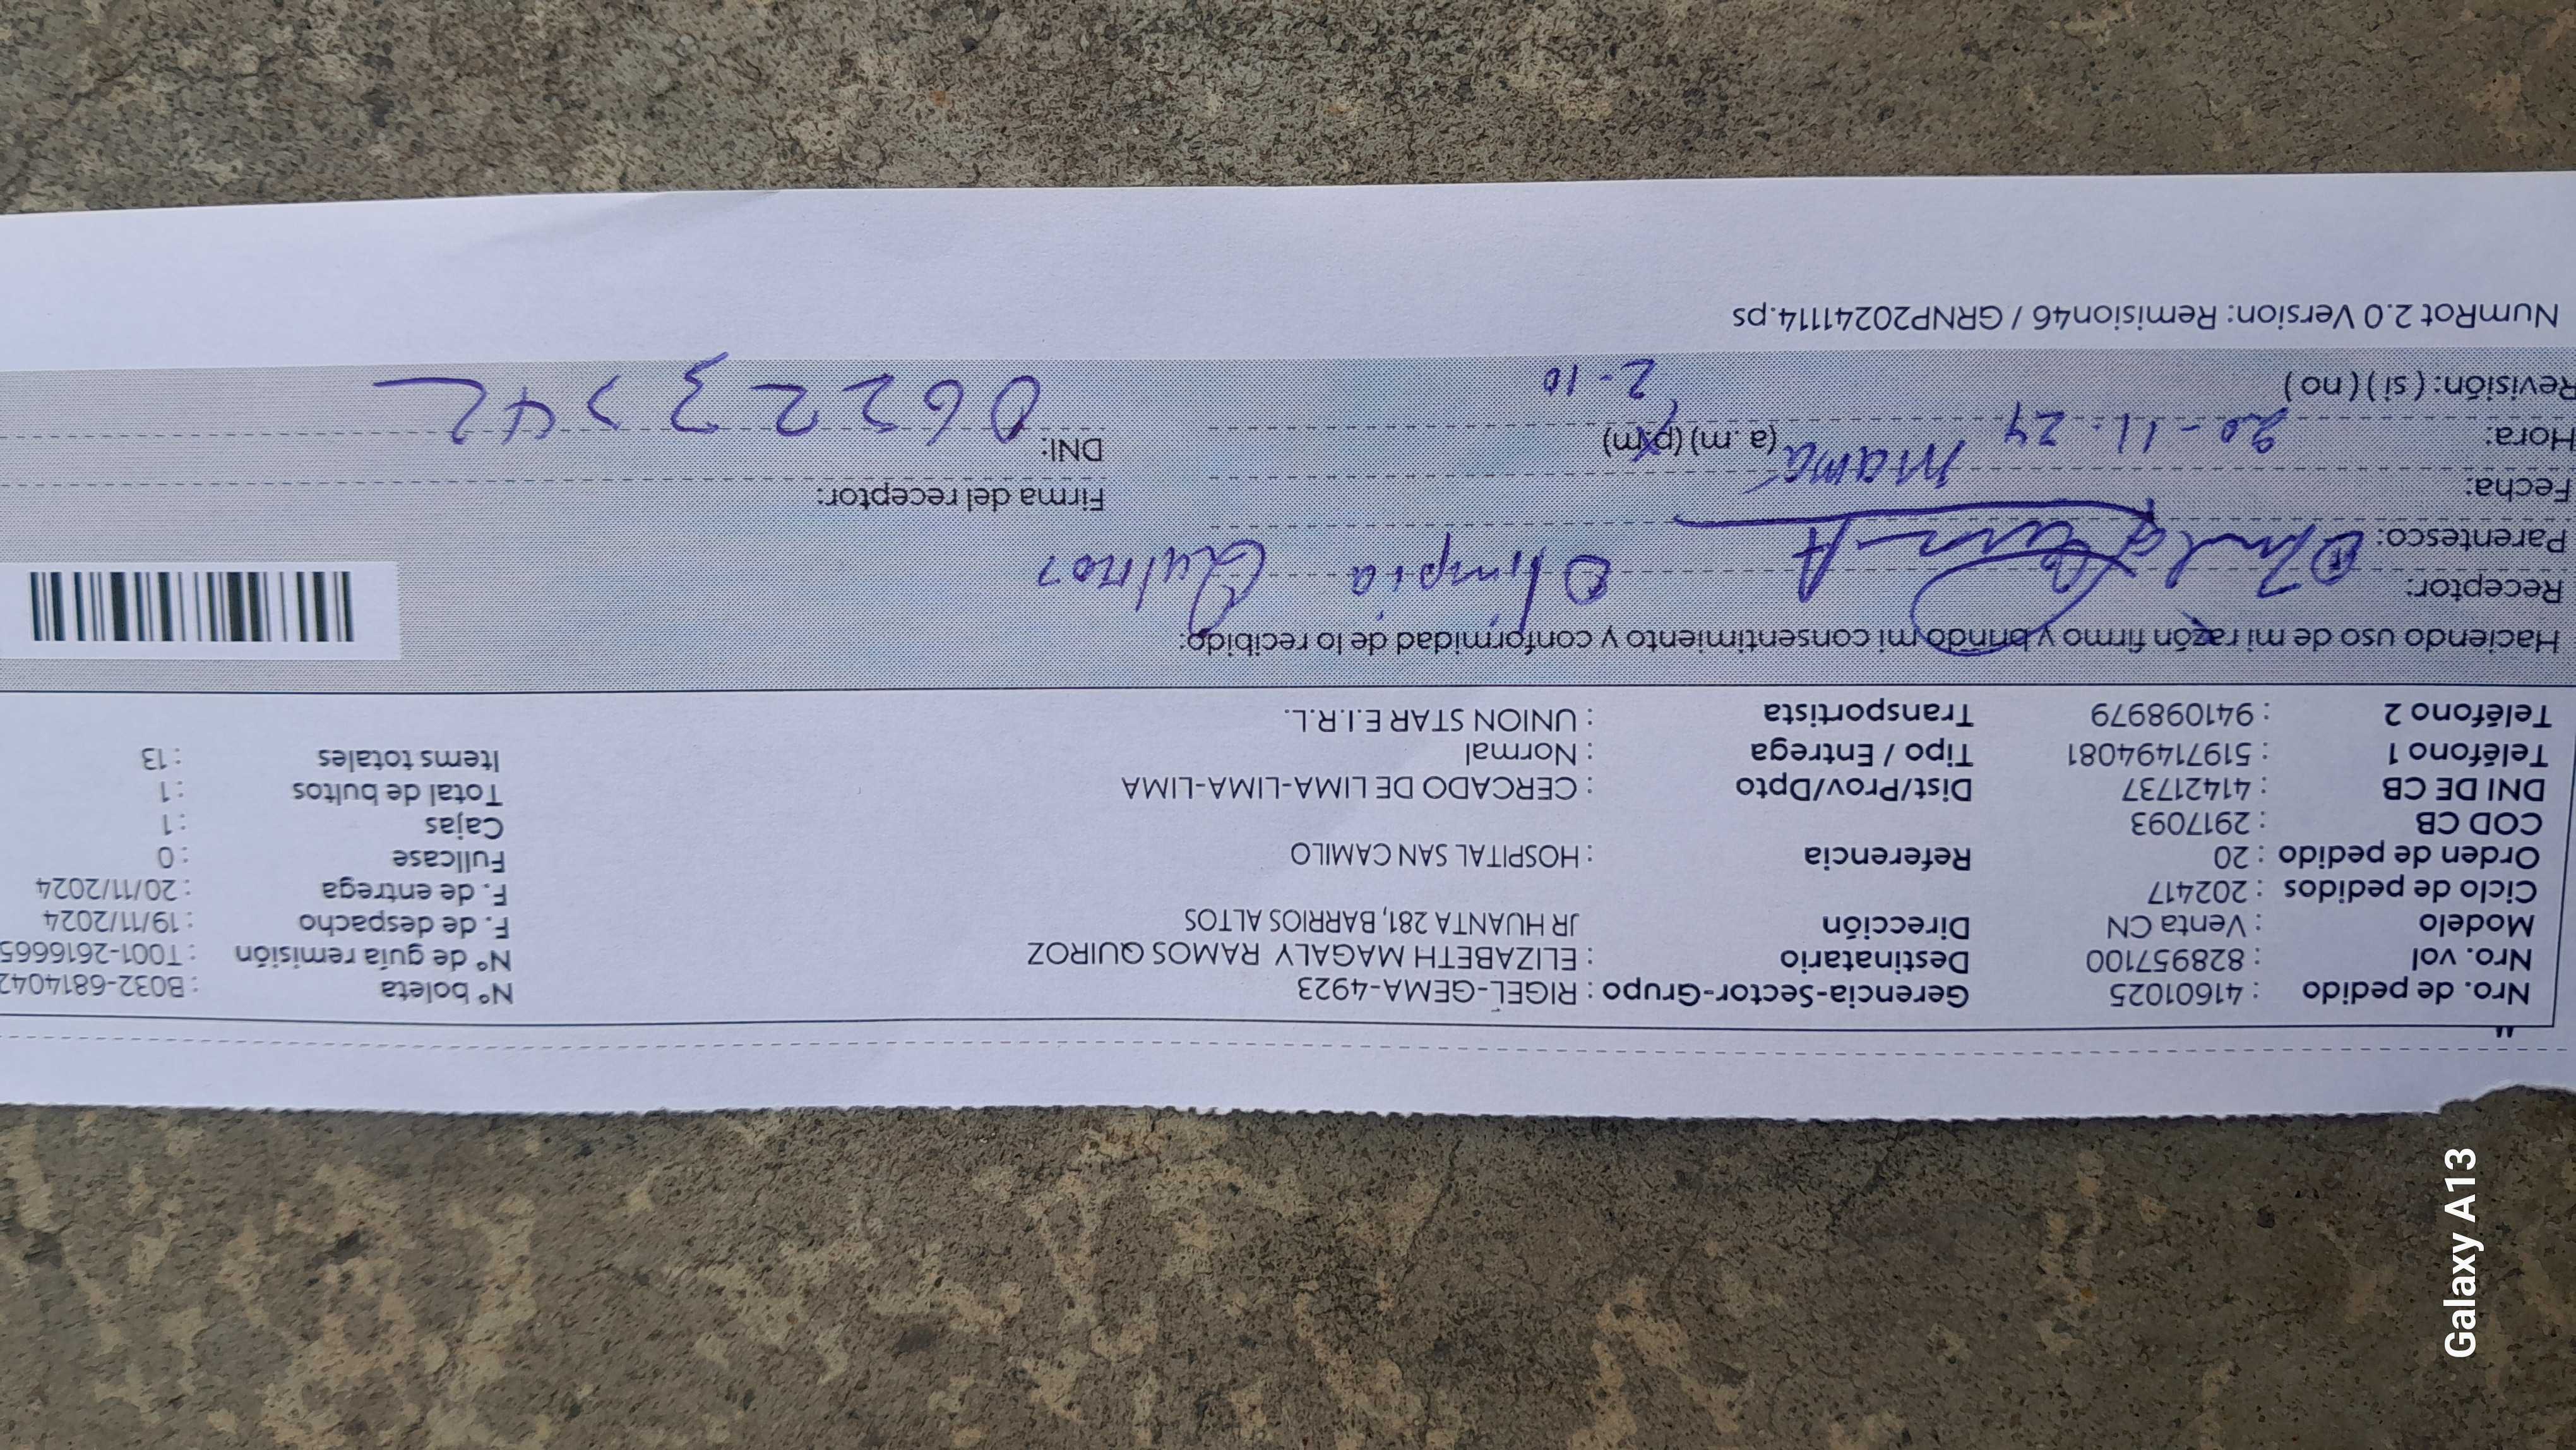 Nro. de pedido : 41601025 Gerencia-Sector-Grupo : RIGEL-GEMA-4923 N° boleta : B032-6814042
Nro. vol : 828957100 Destinatario : ELIZABETH MAGALY RAMOS QUIROZ N° de guía remisión : T001-2616665
Modelo : Venta CN Dirección JR HUANTA 281, BARRIOS ALTOS F. de despacho : 19/11/2024
Ciclo de pedidos : 202417 F. de entrega : 20/11/2024
Orden de pedido : 20 Referencia : HOSPITAL SAN CAMILO Fullcase : 0
COD CB : 2917093 Cajas : 1
DNI DE CB : 41421737 Dist/Prov/Dpto : CERCADO DE LIMA-LIMA-LIMA Total de bultos : 1
Teléfono 1 : 51971494081 Tipo / Entrega : Normal Items totales : 13
Teléfono 2 : 941098979 Transportista : UNION STAR E.I.R.L.
Haciendo uso de mi razón firmo y brindo mi consentimiento y conformidad de lo recibido:
Receptor: Olimpia
Parentesco:
Fecha: mamá Firma del receptor:
Hora: 20-11-24 (a. m) (p.m) DNI:
Revisión: ( si ) ( no ) 2-10
NumRot 2.0 Version: Remision46 / GRNP20241114.ps
Galaxy A13